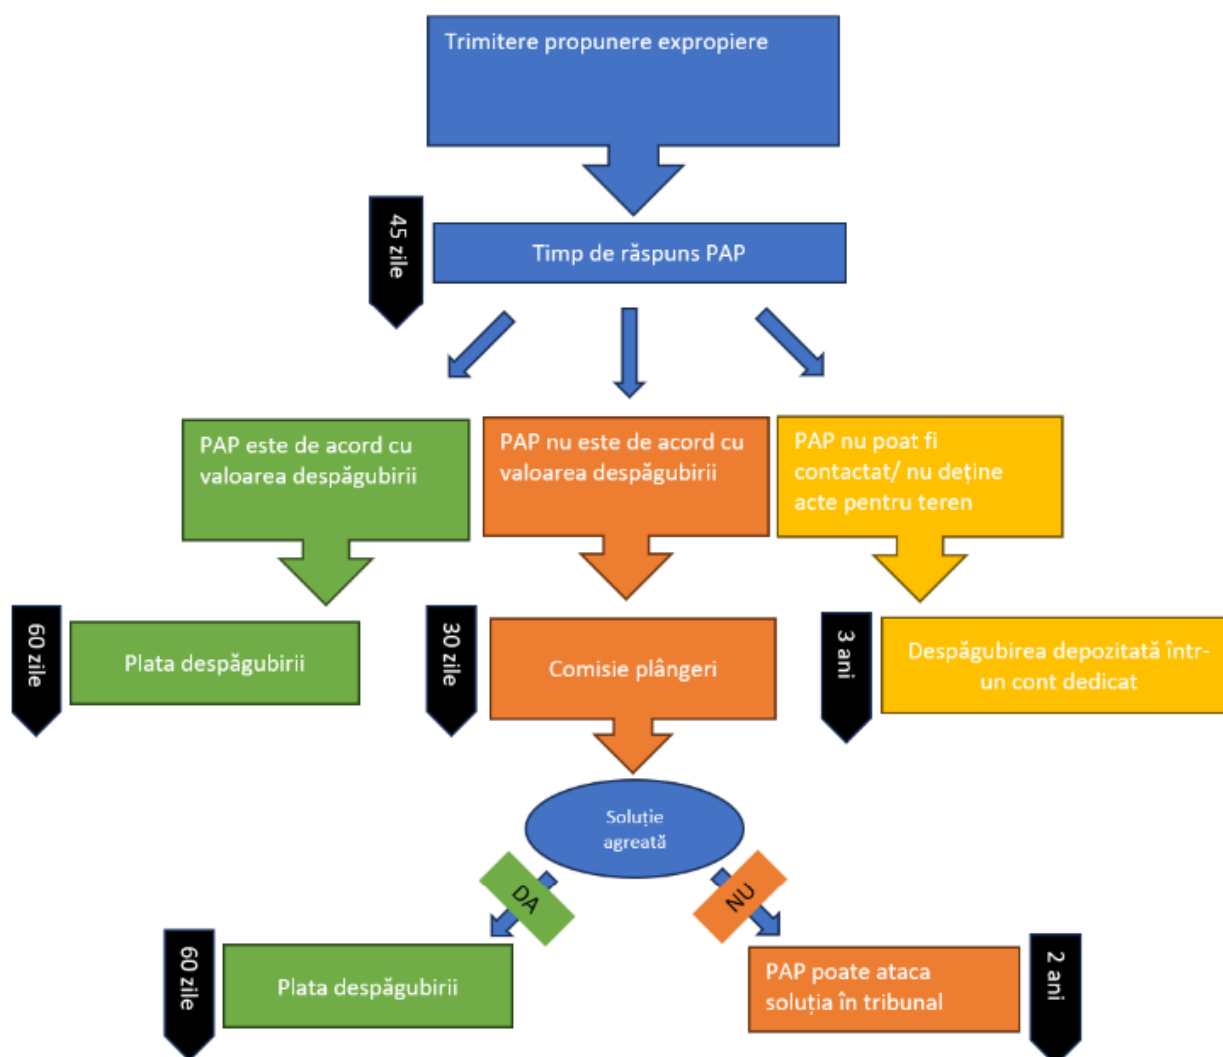 Trimitere propunere expropiere
45 zile
Timp de răspuns PAP
PAP este de acord cu
valoarea despăgubirii
PAP nu este de acord cu
valoarea despăgubirii
PAP nu poat fi
contactat/ nu deține
acte pentru teren
60 zile
Plata despăgubirii
30 zile
Comisie plângeri
3 ani
Despăgubirea depozitată într-
un cont dedicat
Soluție
agreată
DA
NU
60 zile
Plata despăgubirii
PAP poate ataca
soluția în tribunal
2 ani